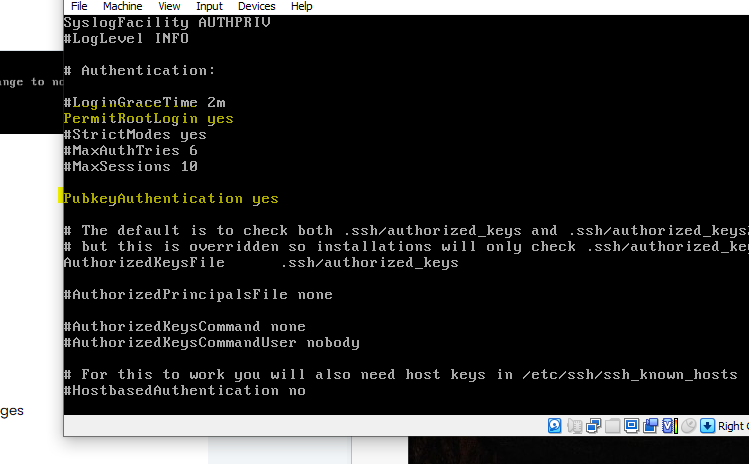 File Machine View Input Devices Help
SyslogFacility AUTHPRIV
#LogLevel INFO
# Authentication:
ange to no
#LoginGraceTime 2m
PermitRootLogin yes
#StrictModes yes
#MaxAuthTries 6
#MaxSessions 10
PubkeyAuthentication yes
# The default is to check both .ssh/authorized_keys and .ssh/authorized_keys2
# but this is overridden so installations will only check .ssh/authorized_key
AuthorizedKeysFile .ssh/authorized_keys
#AuthorizedPrincipalsFile none
#AuthorizedKeysCommand none
#AuthorizedKeysCommandUser nobody
# For this to work you will also need host keys in /etc/ssh/ssh_known_hosts
#HostbasedAuthentication no
ges
Right